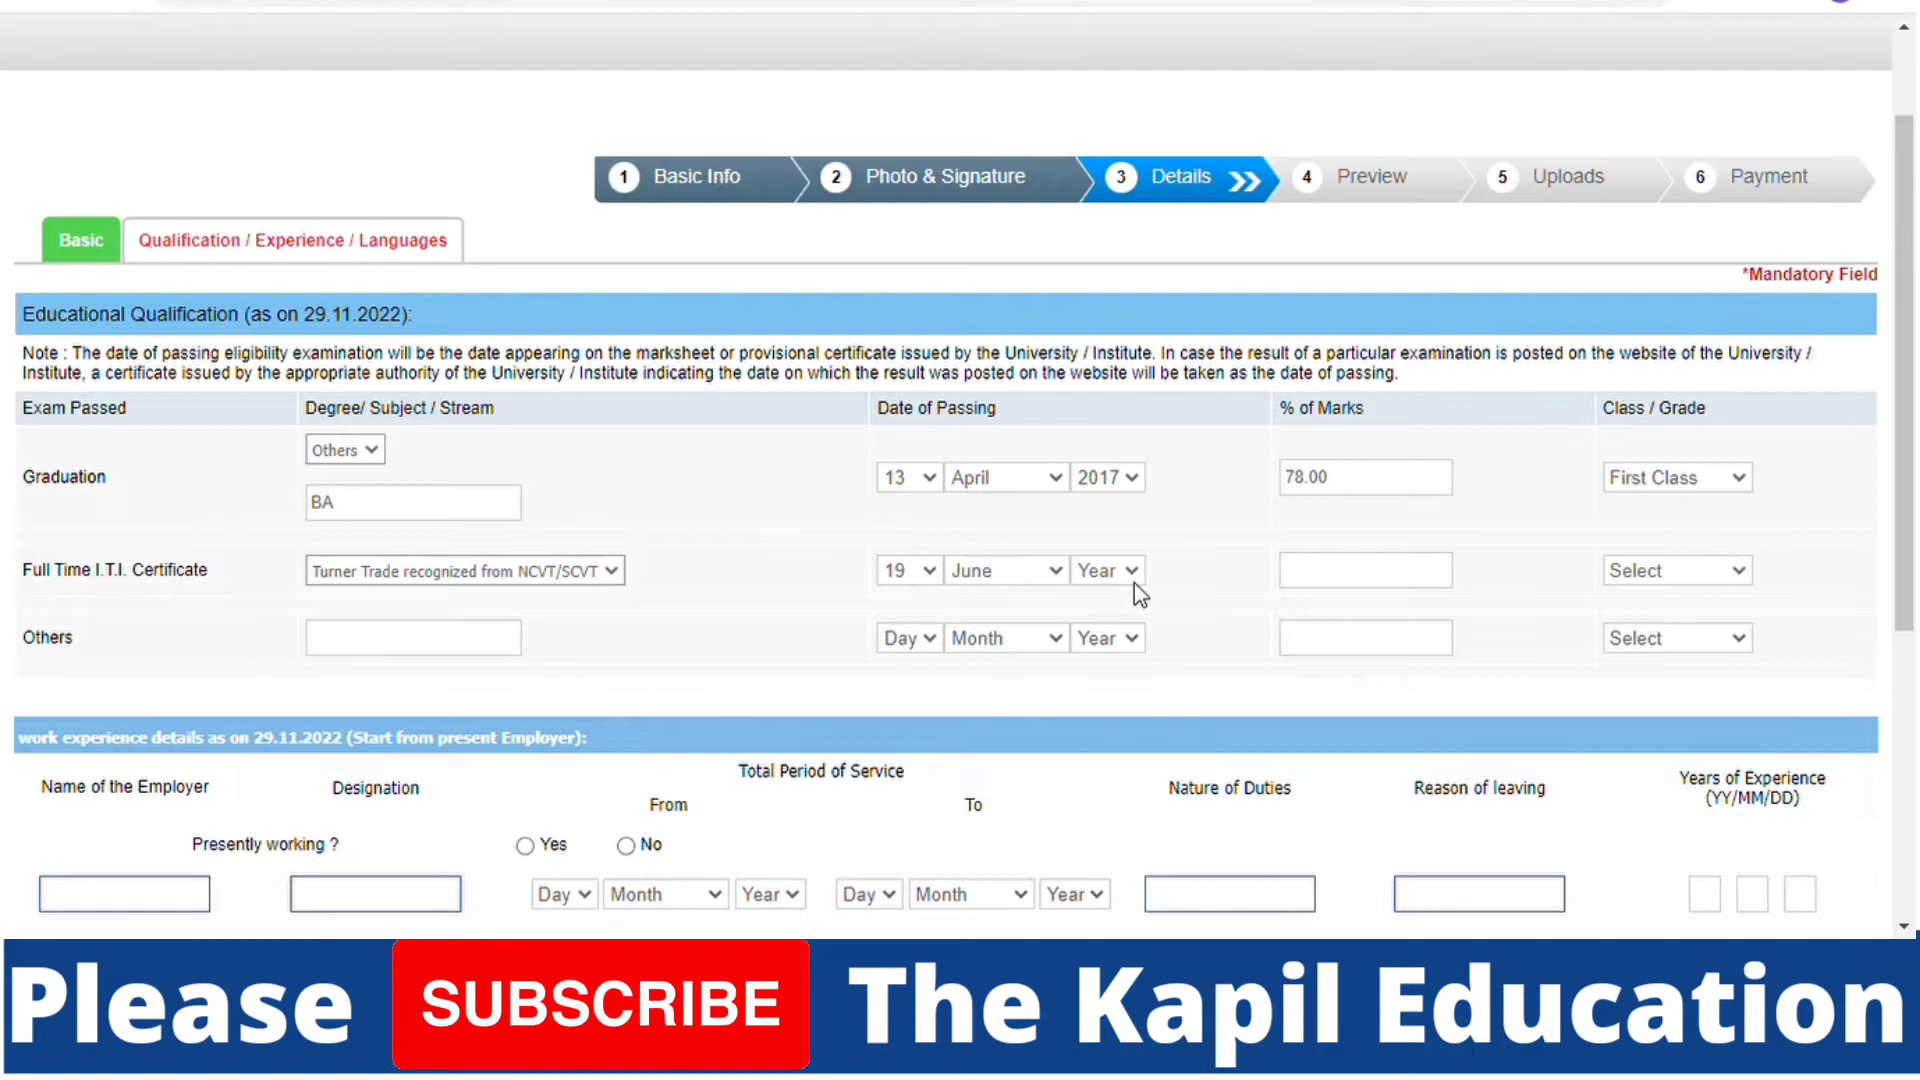 1 Basic Info 2 Photo & Signature 3 Details 4 Preview 5 Uploads 6 Payment
Basic Qualification / Experience / Languages
*Mandatory Field
Educational Qualification (as on 29.11.2022):
Note : The date of passing eligibility examination will be the date appearing on the marksheet or provisional certificate issued by the University / Institute. In case the result of a particular examination is posted on the website of the University /
Institute, a certificate issued by the appropriate authority of the University / Institute indicating the date on which the result was posted on the website will be taken as the date of passing.
Exam Passed Degree/ Subject / Stream Date of Passing % of Marks Class / Grade
Others
Graduation 13 April 2017 78.00 First Class
BA
Full Time I.T.I. Certificate Turner Trade recognized from NCVT/SCVT 19 June Year Select
Others Day Month Year Select
work experience details as on 29.11.2022 (Start from present Employer):
Name of the Employer Designation Total Period of Service Nature of Duties Reason of leaving Years of Experience
From To (YY/MM/DD)
Presently working ? Yes No
Day Month Year Day Month Year
Please SUBSCRIBE The Kapil Education